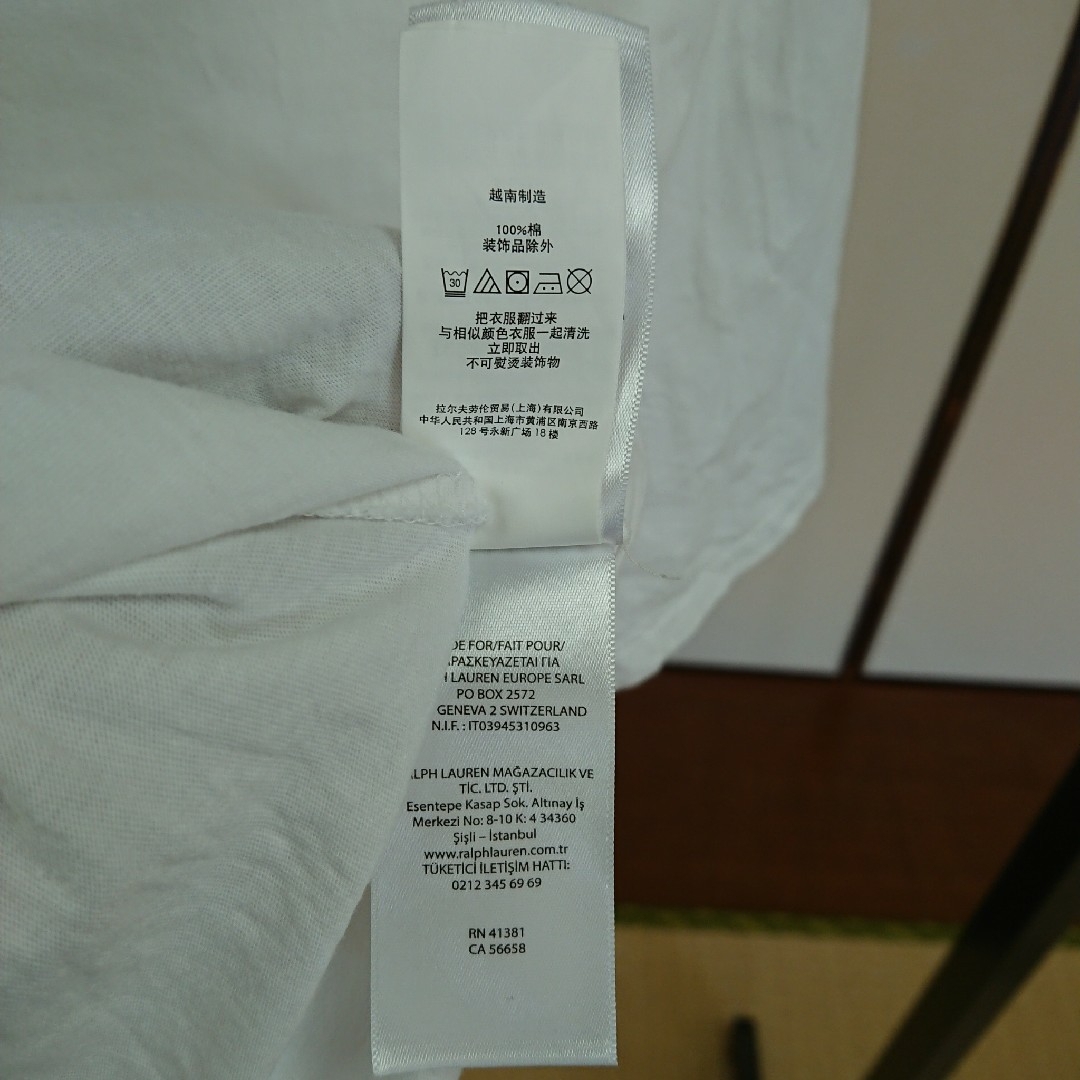 越南制造
100%棉
装饰品除外
30
把衣服翻过来
与相似颜色衣服一起清洗
立即取出
不可熨烫装饰物
拉尔夫劳伦贸易(上海)有限公司
中华人民共和国上海市黄浦区南京西路
128号永新广场18楼
DE FOR/FAIT POUR/
ΡΑΣΚΕΥΑΖΕΤΑΙ ΓΙΑ
LAUREN EUROPE SARL
PO BOX 2572
GENEVA 2 SWITZERLAND
N.I.F.: IT03945310963
LPH LAUREN MAĞAZACILIK VE
TİC. LTD. ŞTİ.
Esentepe Kasap Sok. Altınay İş
Merkezi No: 8-10 K: 4 34360
Şişli – İstanbul
www.ralphlauren.com.tr
TÜKETİCİ İLETİŞİM HATTI:
0212 345 69 69
RN 41381
CA 56658